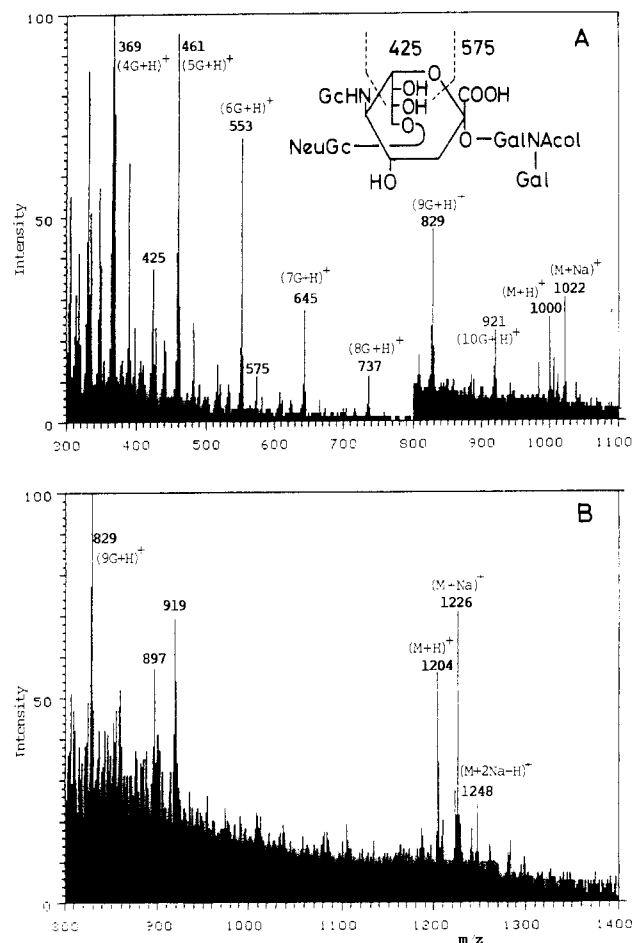 A
100
50
0
Intensity
369
(4G+H)+
461
(5G+H)+
(6G+H)+
553
425
575
(7G+H)+
645
(8G+H)+
737
(9G+H)+
829
921
(10G+H)+
(M+H)+
1000
(M+Na)+
1022
425 575
O
GcHN
OH
OH
O
COOH
NeuGc
O
GalNAcol
Gal
HO
300 400 500 600 700 800 900 1000 1100
B
100
50
0
Intensity
829
(9G+H)+
897
919
(M+H)+
1204
(M+Na)+
1226
(M+2Na-H)+
1248
800 900 1000 1100 1200 1300 1400
m/z